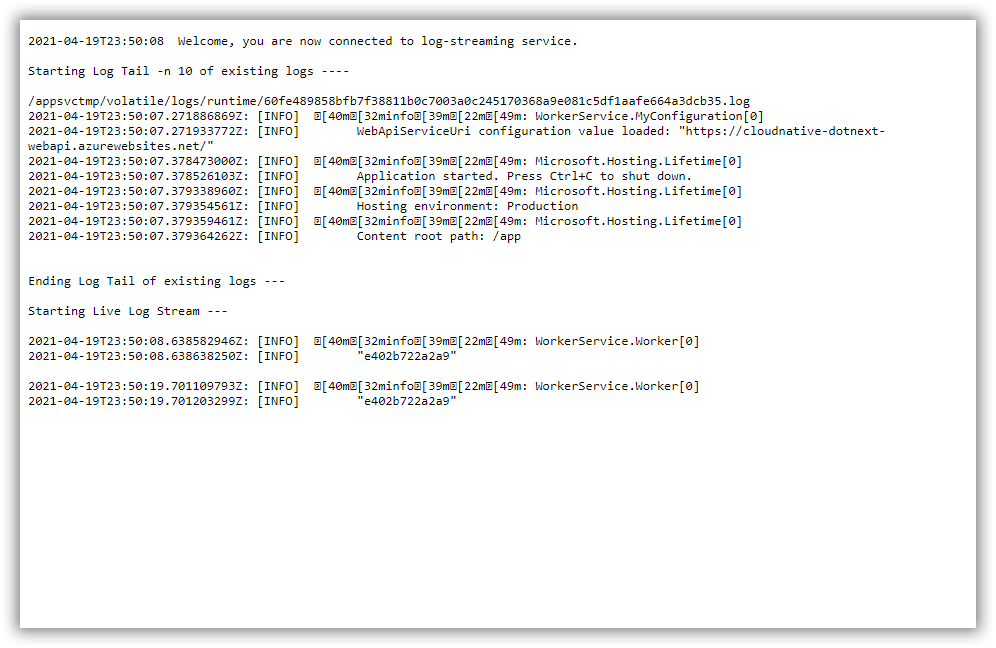 2021-04-19T23:50:08  Welcome, you are now connected to log-streaming service.
Starting Log Tail -n 10 of existing logs ----
/appsvctmp/volatile/logs/runtime/60fe489858bfb7f38811b0c7003a0c245170368a9e081c5df1aafe664a3dcb35.log
2021-04-19T23:50:07.271886869Z: [INFO]  [40m[32minfo[39m[22m[49m: WorkerService.MyConfiguration[0]
2021-04-19T23:50:07.271933772Z: [INFO]        WebApiServiceUri configuration value loaded: "https://cloudnative-dotnext-
webapi.azurewebsites.net/"
2021-04-19T23:50:07.378473000Z: [INFO]  [40m[32minfo[39m[22m[49m: Microsoft.Hosting.Lifetime[0]
2021-04-19T23:50:07.378526103Z: [INFO]        Application started. Press Ctrl+C to shut down.
2021-04-19T23:50:07.379338960Z: [INFO]  [40m[32minfo[39m[22m[49m: Microsoft.Hosting.Lifetime[0]
2021-04-19T23:50:07.379354561Z: [INFO]        Hosting environment: Production
2021-04-19T23:50:07.379359461Z: [INFO]  [40m[32minfo[39m[22m[49m: Microsoft.Hosting.Lifetime[0]
2021-04-19T23:50:07.379364262Z: [INFO]        Content root path: /app
Ending Log Tail of existing logs ---
Starting Live Log Stream ---
2021-04-19T23:50:08.638582946Z: [INFO]  [40m[32minfo[39m[22m[49m: WorkerService.Worker[0]
2021-04-19T23:50:08.638638250Z: [INFO]        "e402b722a2a9"
2021-04-19T23:50:19.701109793Z: [INFO]  [40m[32minfo[39m[22m[49m: WorkerService.Worker[0]
2021-04-19T23:50:19.701203299Z: [INFO]        "e402b722a2a9"